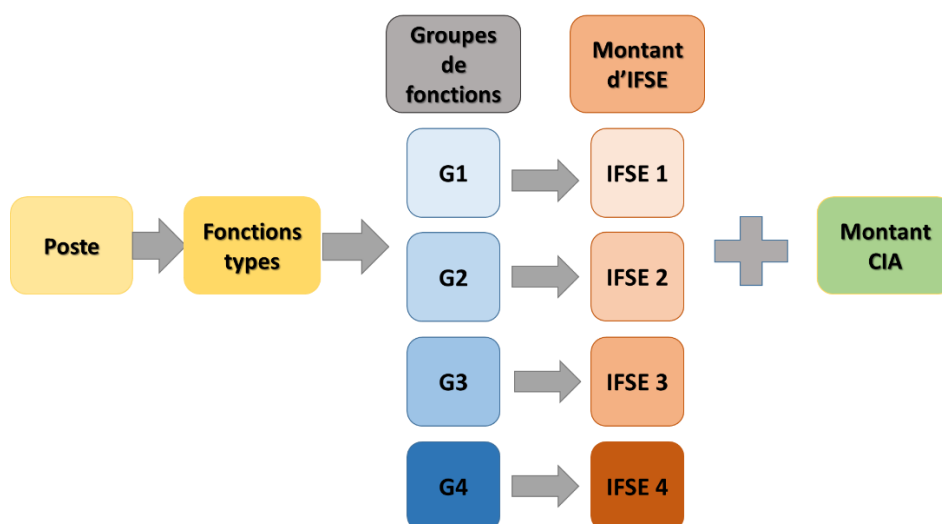 Groupes
de
fonctions
Montant
d'IFSE
G1
IFSE 1
Poste
Fonctions
types
G2
IFSE 2
Montant
CIA
G3
IFSE 3
G4
IFSE 4